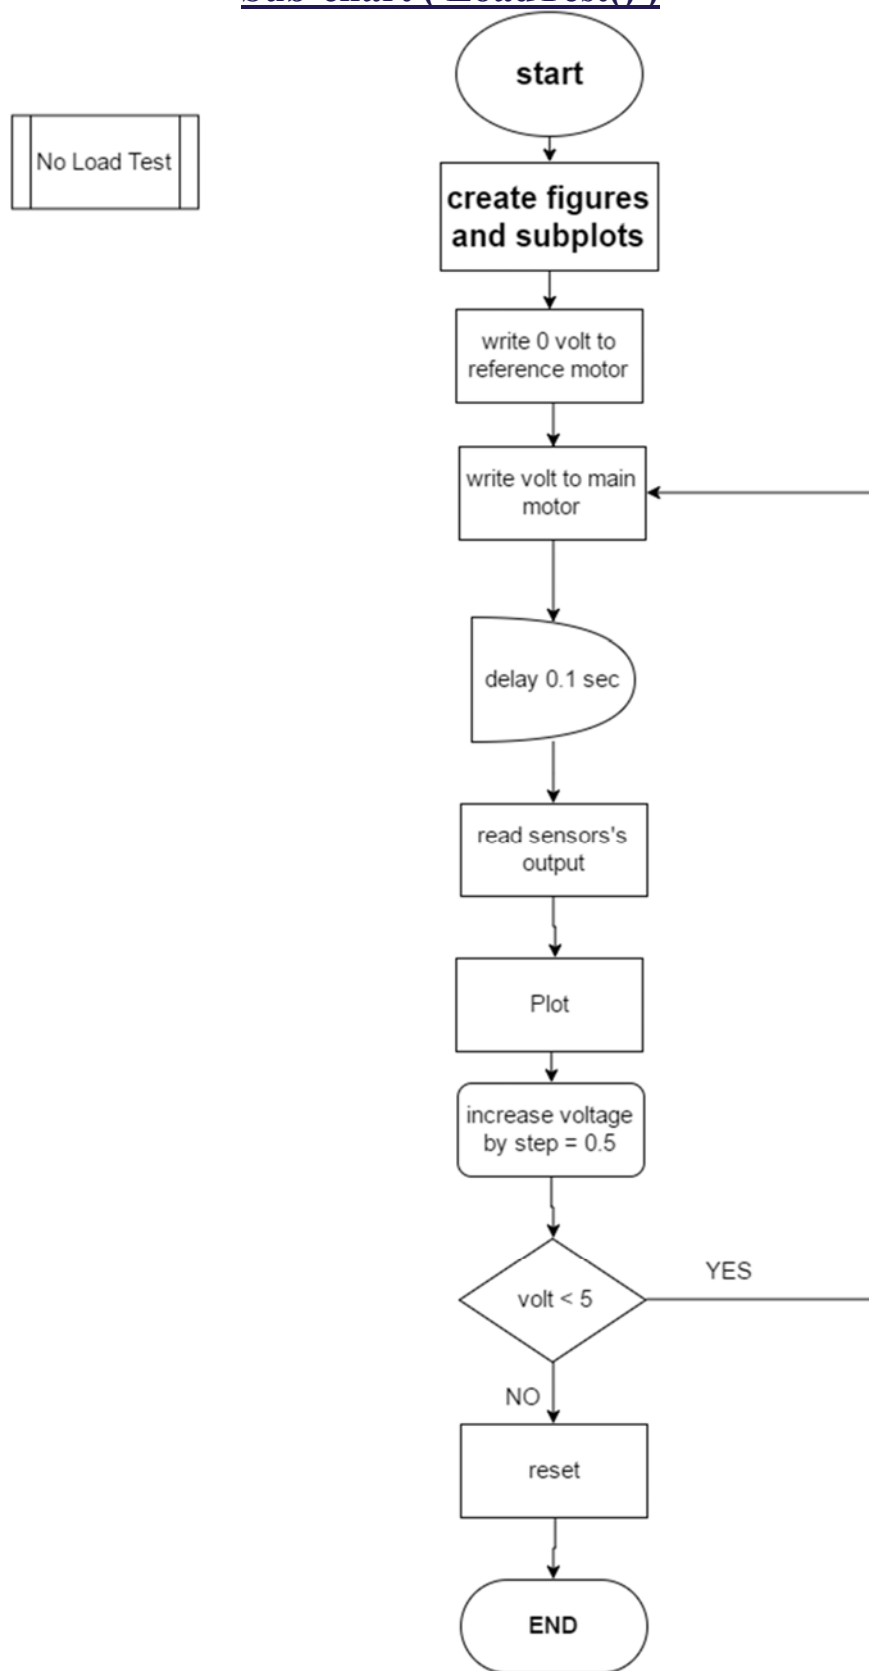 start
No Load Test
create figures
and subplots
write 0 volt to
reference motor
write volt to main
motor
delay 0.1 sec
read sensors's
output
Plot
increase voltage
by step = 0.5
YES
volt < 5
NO
reset
END